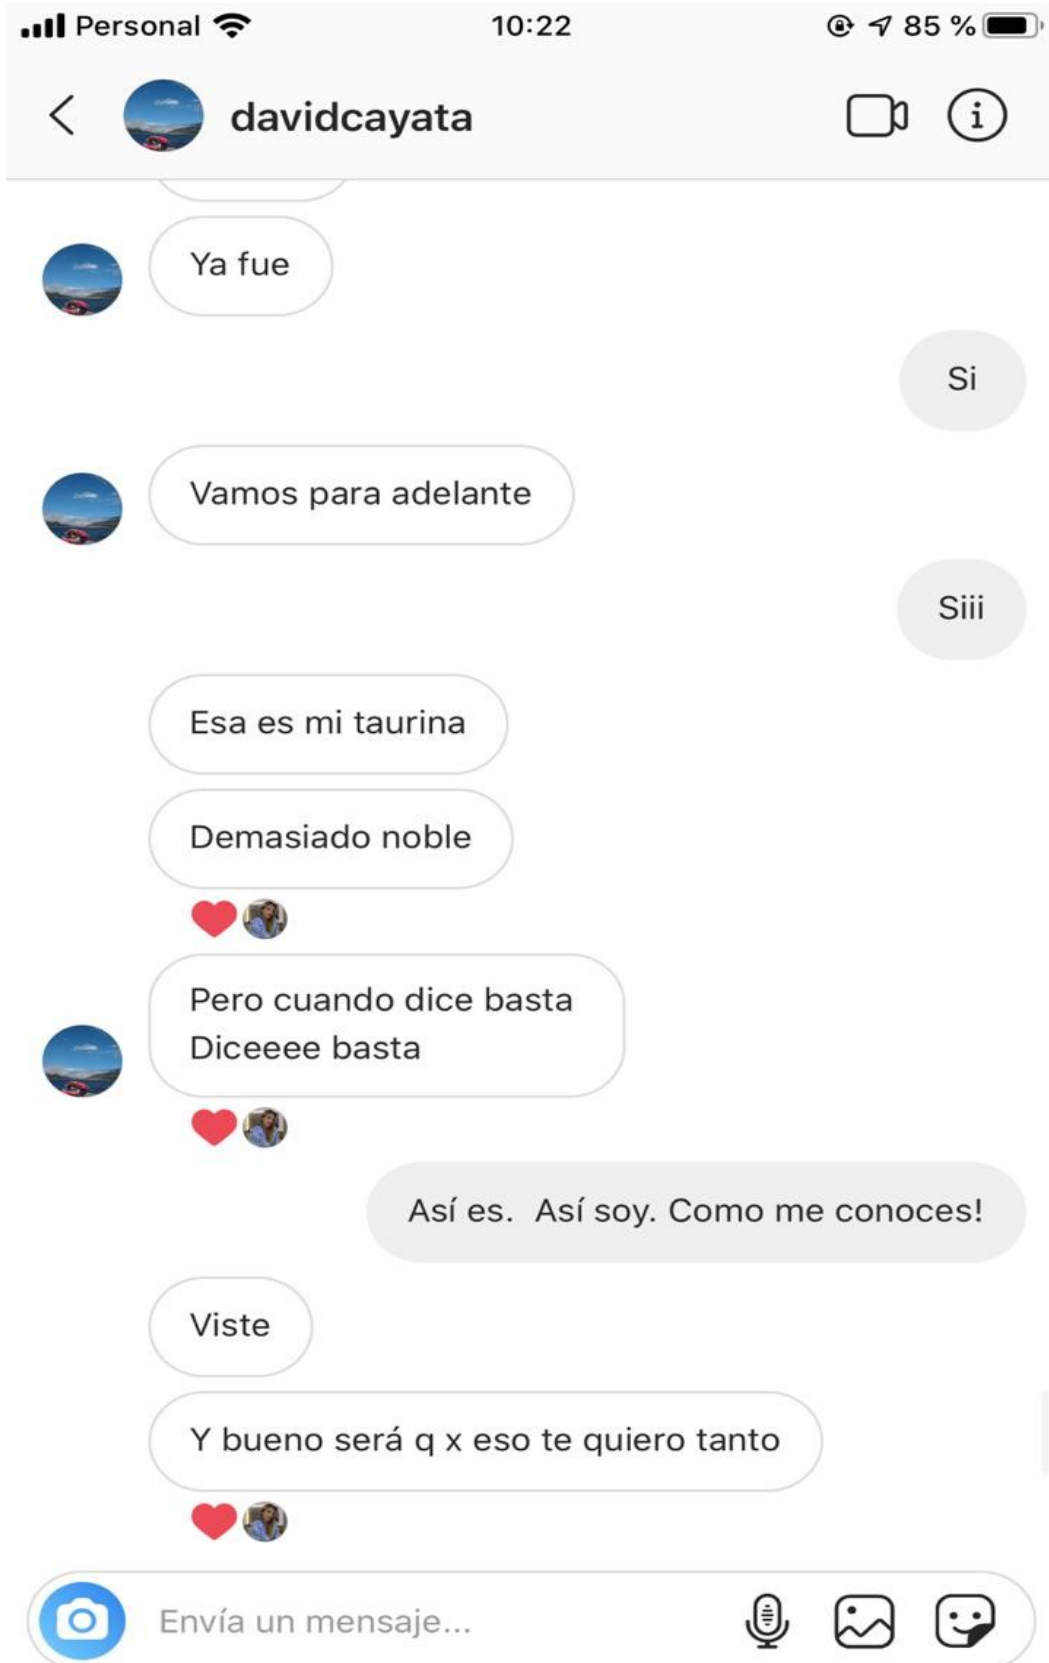 Personal 10:22 85 %
davidcayata
Ya fue
Si
Vamos para adelante
Siii
Esa es mi taurina
Demasiado noble
Pero cuando dice basta
Diceeee basta
Así es.  Así soy. Como me conoces!
Viste
Y bueno será q x eso te quiero tanto
Envía un mensaje...